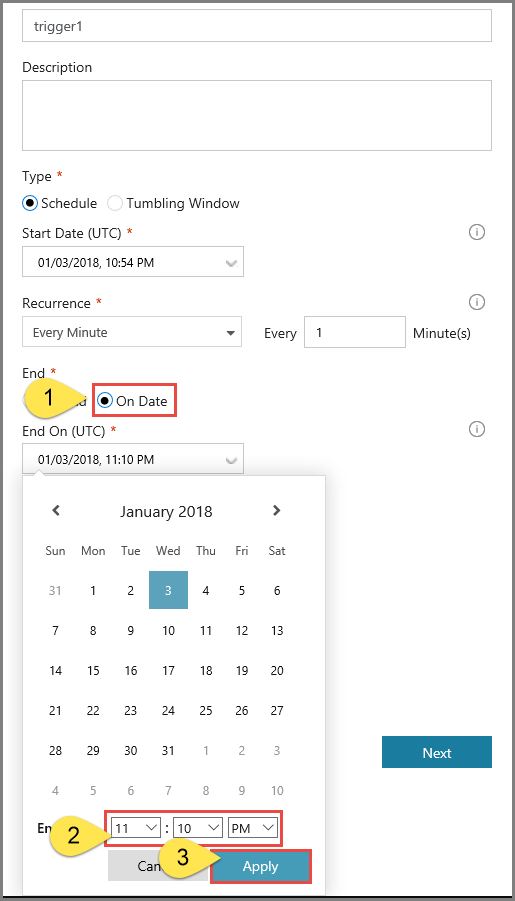 trigger1
Description
Type *
Schedule Tumbling Window
Start Date (UTC) *
01/03/2018, 10:54 PM
Recurrence *
Every Minute Every 1 Minute(s)
End *
1 On Date
End On (UTC) *
01/03/2018, 11:10 PM
January 2018
Sun Mon Tue Wed Thu Fri Sat
31 1 2 3 4 5 6
7 8 9 10 11 12 13
14 15 16 17 18 19 20
21 22 23 24 25 26 27
28 29 30 31 1 2 3
4 5 6 7 8 9 10
2 11 : 10 PM
3 Apply
Next